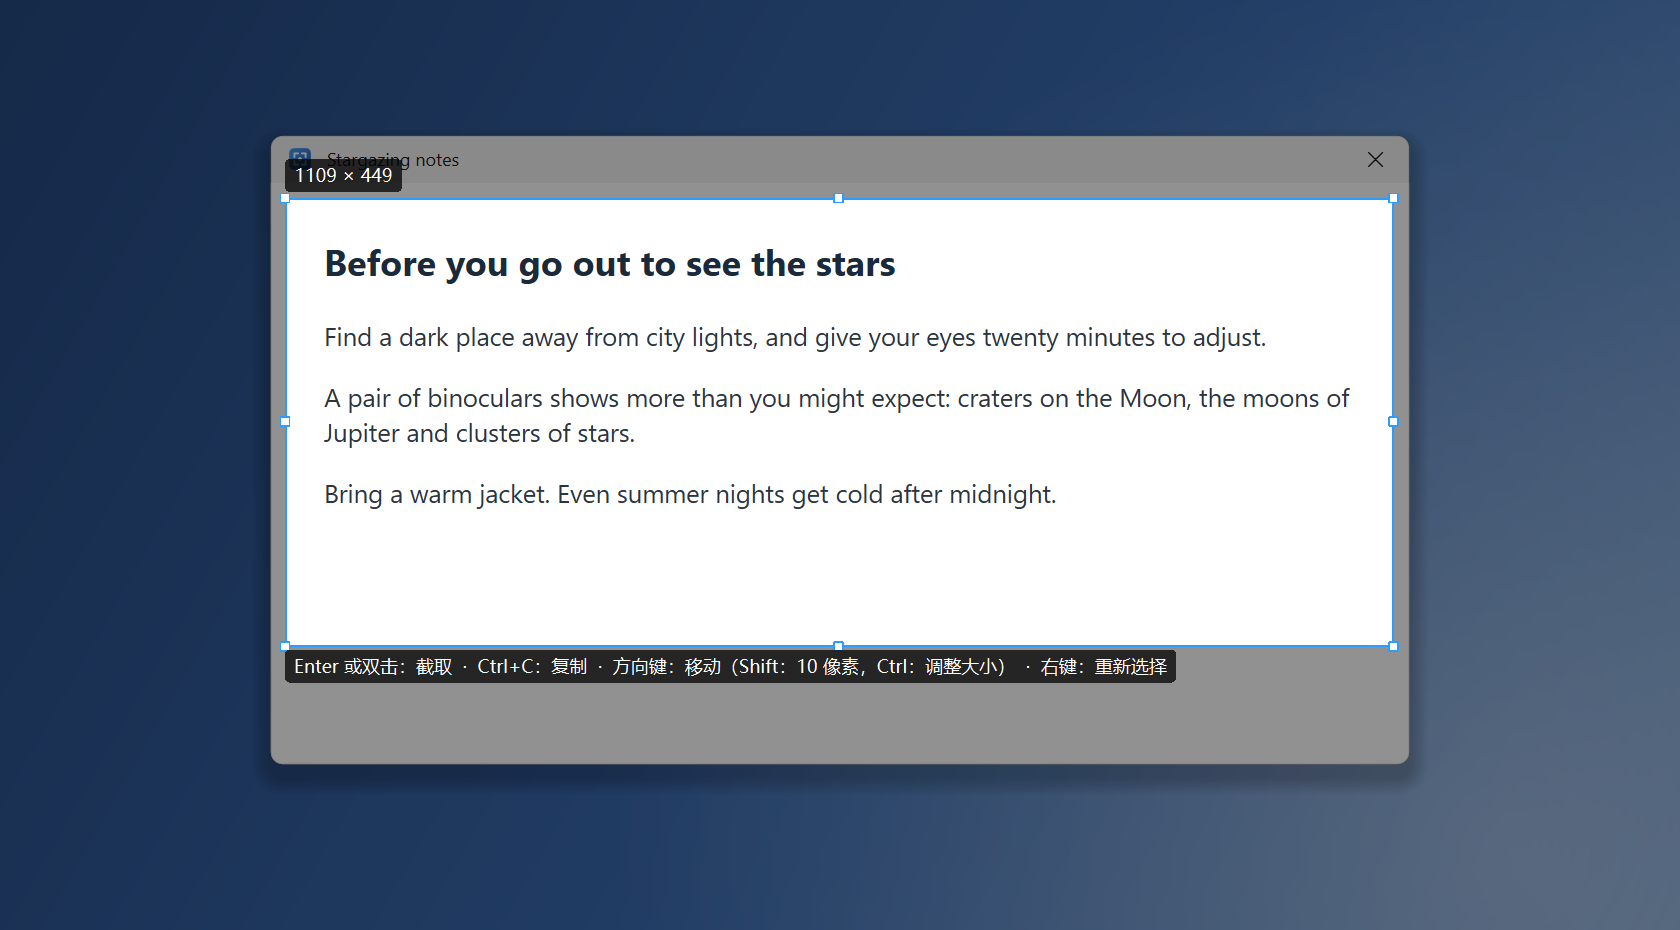 Stargazing notes
1109 × 449
Before you go out to see the stars
Find a dark place away from city lights, and give your eyes twenty minutes to adjust.
A pair of binoculars shows more than you might expect: craters on the Moon, the moons of
Jupiter and clusters of stars.
Bring a warm jacket. Even summer nights get cold after midnight.
Enter 或双击：截取 · Ctrl+C：复制 · 方向键：移动（Shift：10 像素，Ctrl：调整大小） · 右键：重新选择